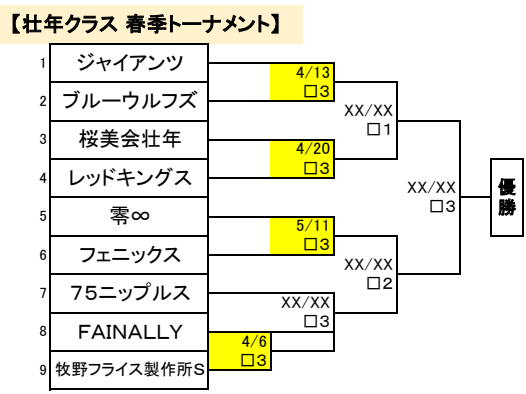 【壮年クラス 春季トーナメント】
1 ジャイアンツ
4/13
□3
2 ブルーウルフズ
XX/XX
□1
3 桜美会壮年
4/20
□3
4 レッドキングス
XX/XX
□3
優勝
5 零∞
5/11
□3
6 フェニックス
XX/XX
□2
7 75ニップルス
XX/XX
□3
8 FAINALLY
4/6
□3
9 牧野フライス製作所S